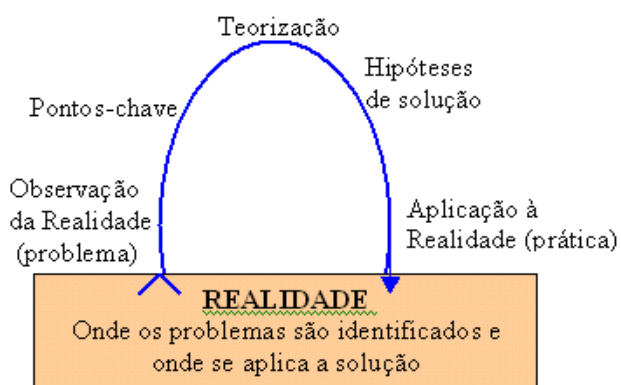 Teorização
Hipóteses
de solução
Pontos-chave
Observação
da Realidade
(problema)
Aplicação à
Realidade (prática)
REALIDADE
Onde os problemas são identificados e
onde se aplica a solução